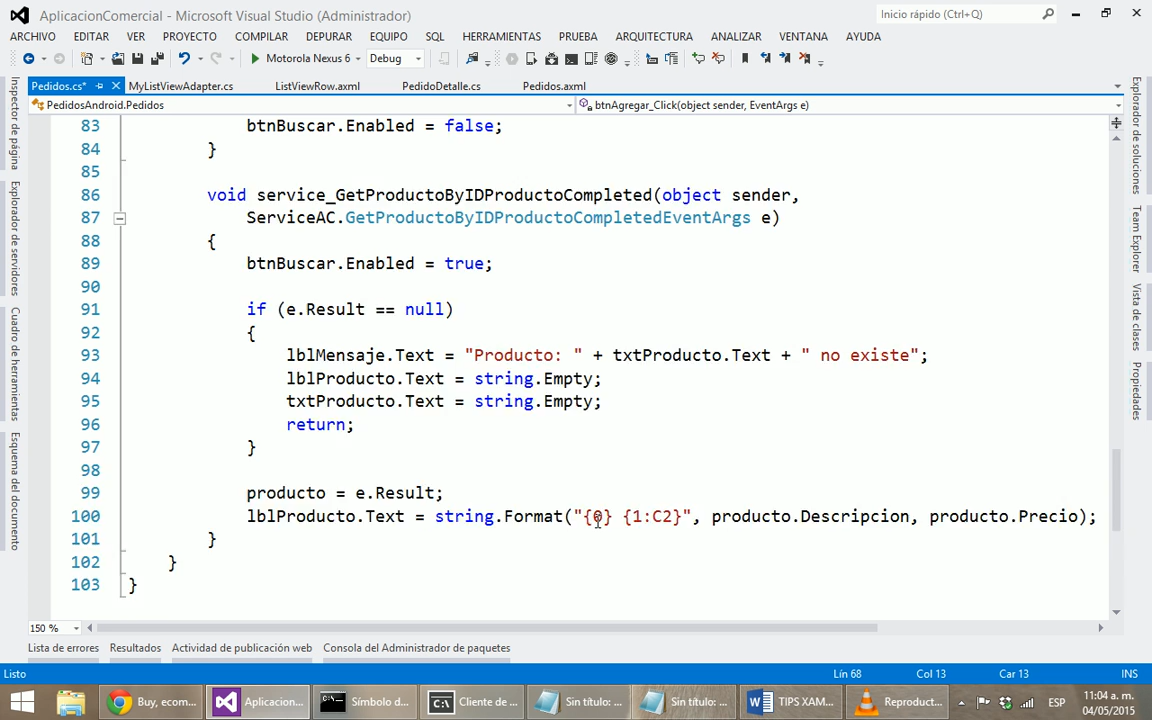 AplicacionComercial - Microsoft Visual Studio (Administrador)
Inicio rápido (Ctrl+Q)
ARCHIVO EDITAR VER PROYECTO COMPILAR DEPURAR EQUIPO SQL HERRAMIENTAS PRUEBA ARQUITECTURA ANALIZAR VENTANA AYUDA
Motorola Nexus 6 Debug
Pedidos.cs* MyListViewAdapter.cs ListViewRow.axml PedidoDetalle.cs Pedidos.axml
PedidosAndroid.Pedidos btnAgregar_Click(object sender, EventArgs e)
83 btnBuscar.Enabled = false;
84 }
85
86 void service_GetProductoByIDProductoCompleted(object sender,
87 ServiceAC.GetProductoByIDProductoCompletedEventArgs e)
88 {
89 btnBuscar.Enabled = true;
90
91 if (e.Result == null)
92 {
93 lblMensaje.Text = "Producto: " + txtProducto.Text + " no existe";
94 lblProducto.Text = string.Empty;
95 txtProducto.Text = string.Empty;
96 return;
97 }
98
99 producto = e.Result;
100 lblProducto.Text = string.Format("{0} {1:C2}", producto.Descripcion, producto.Precio);
101 }
102 }
103 }
Inspector de página
Explorador de servidores
Cuadro de herramientas
Esquema del documento
Explorador de soluciones
Team Explorer
Vista de clases
Propiedades
150 %
Lista de errores Resultados Actividad de publicación web Consola del Administrador de paquetes
Listo Lín 68 Col 13 Car 13 INS
Buy, ecom... Aplicacion... Símbolo d... Cliente de ... Sin título: ... Sin título: ... TIPS XAM... Reproduct... ESP 11:04 a. m.
04/05/2015